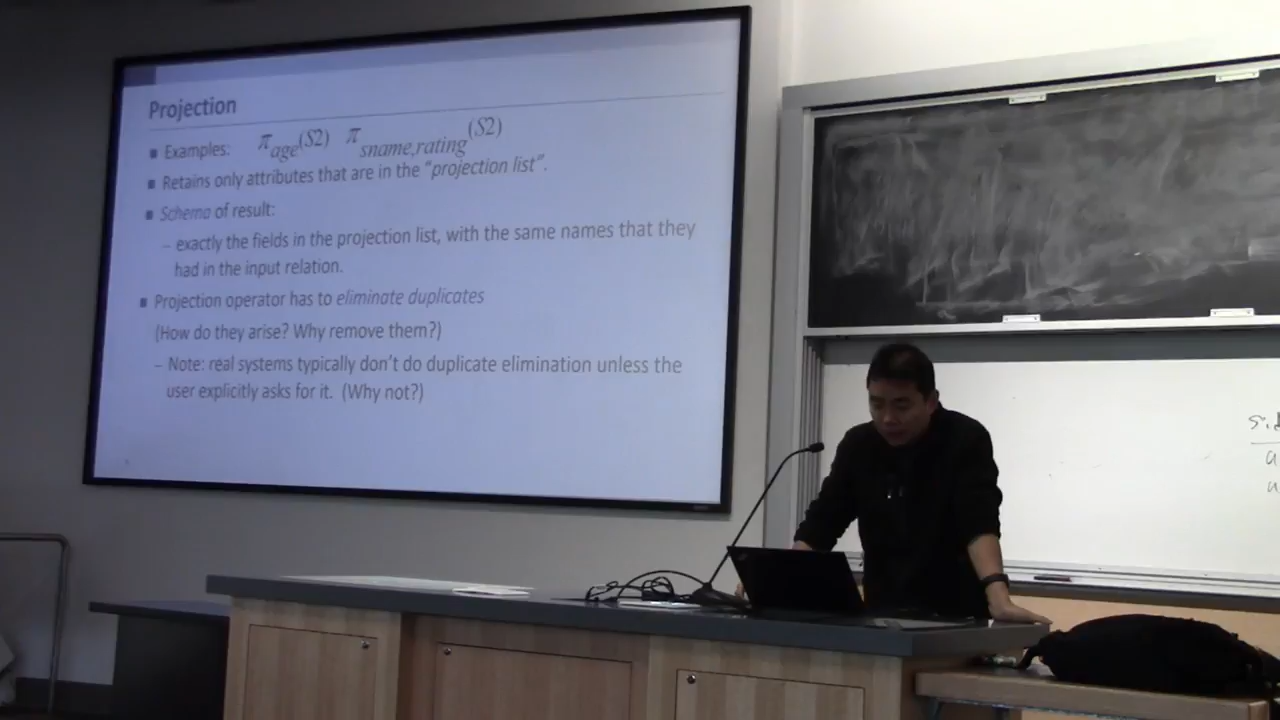 Projection
▪ Examples: π age(S2) π sname,rating(S2)
▪ Retains only attributes that are in the “projection list”.
▪ Schema of result:
– exactly the fields in the projection list, with the same names that they
had in the input relation.
▪ Projection operator has to eliminate duplicates
(How do they arise? Why remove them?)
– Note: real systems typically don’t do duplicate elimination unless the
user explicitly asks for it. (Why not?)